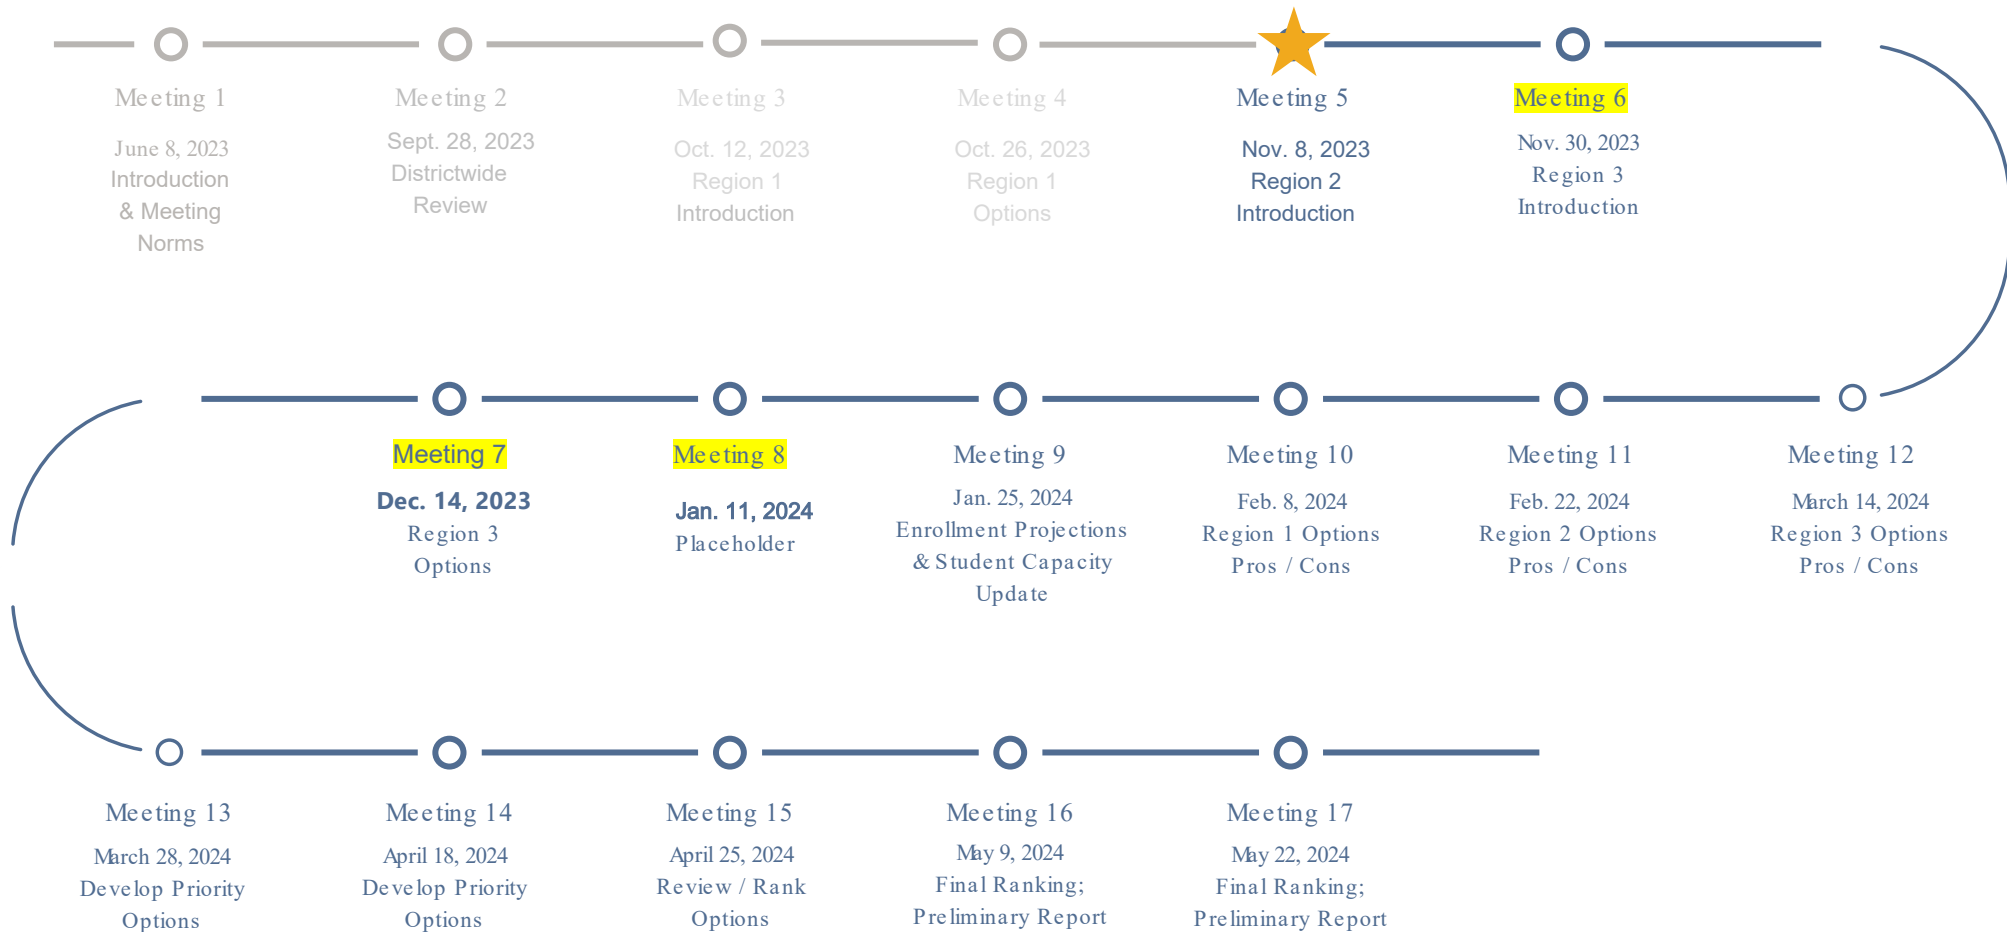 Meeting 1
June 8, 2023
Introduction
& Meeting
Norms
Meeting 2
Sept. 28, 2023
Districtwide
Review
Meeting 3
Oct. 12, 2023
Region 1
Introduction
Meeting 4
Oct. 26, 2023
Region 1
Options
Meeting 5
Nov. 8, 2023
Region 2
Introduction
Meeting 6
Nov. 30, 2023
Region 3
Introduction
Meeting 7
Dec. 14, 2023
Region 3
Options
Meeting 8
Jan. 11, 2024
Placeholder
Meeting 9
Jan. 25, 2024
Enrollment Projections
& Student Capacity
Update
Meeting 10
Feb. 8, 2024
Region 1 Options
Pros / Cons
Meeting 11
Feb. 22, 2024
Region 2 Options
Pros / Cons
Meeting 12
March 14, 2024
Region 3 Options
Pros / Cons
Meeting 13
March 28, 2024
Develop Priority
Options
Meeting 14
April 18, 2024
Develop Priority
Options
Meeting 15
April 25, 2024
Review / Rank
Options
Meeting 16
May 9, 2024
Final Ranking;
Preliminary Report
Meeting 17
May 22, 2024
Final Ranking;
Preliminary Report